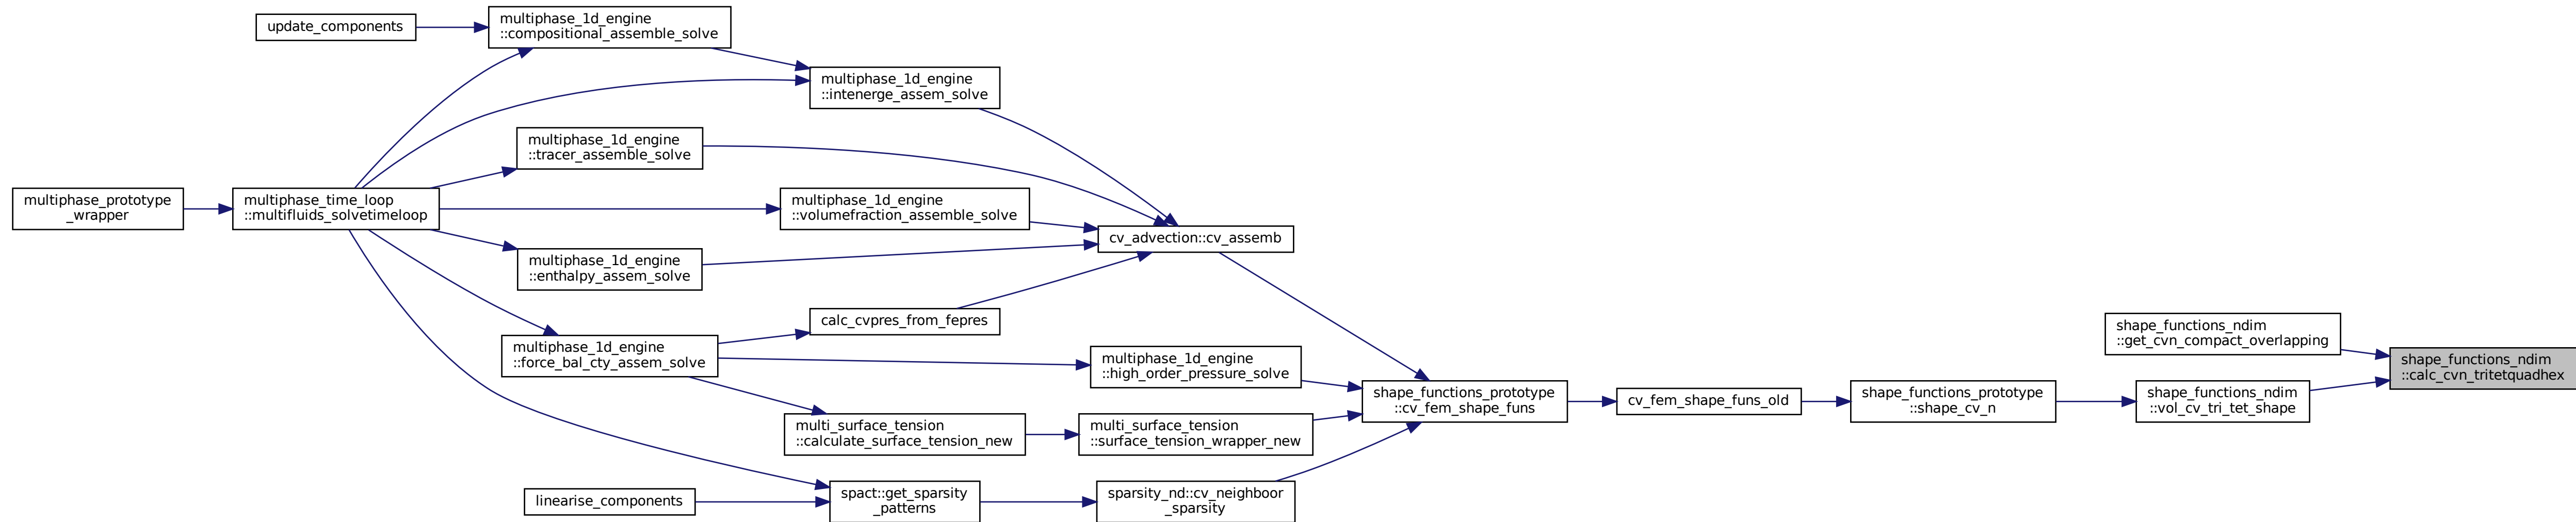 update_components
multiphase_1d_engine
::compositional_assemble_solve
multiphase_1d_engine
::intenerge_assem_solve
multiphase_1d_engine
::tracer_assemble_solve
multiphase_prototype
_wrapper
multiphase_time_loop
::multifluids_solvetimeloop
multiphase_1d_engine
::volumefraction_assemble_solve
cv_advection::cv_assemb
multiphase_1d_engine
::enthalpy_assem_solve
calc_cvpres_from_fepres
multiphase_1d_engine
::force_bal_cty_assem_solve
multiphase_1d_engine
::high_order_pressure_solve
shape_functions_ndim
::get_cvn_compact_overlapping
shape_functions_ndim
::calc_cvn_tritetquadhex
shape_functions_prototype
::cv_fem_shape_funs
cv_fem_shape_funs_old
shape_functions_prototype
::shape_cv_n
shape_functions_ndim
::vol_cv_tri_tet_shape
multi_surface_tension
::calculate_surface_tension_new
multi_surface_tension
::surface_tension_wrapper_new
linearise_components
spact::get_sparsity
_patterns
sparsity_nd::cv_neighboor
_sparsity